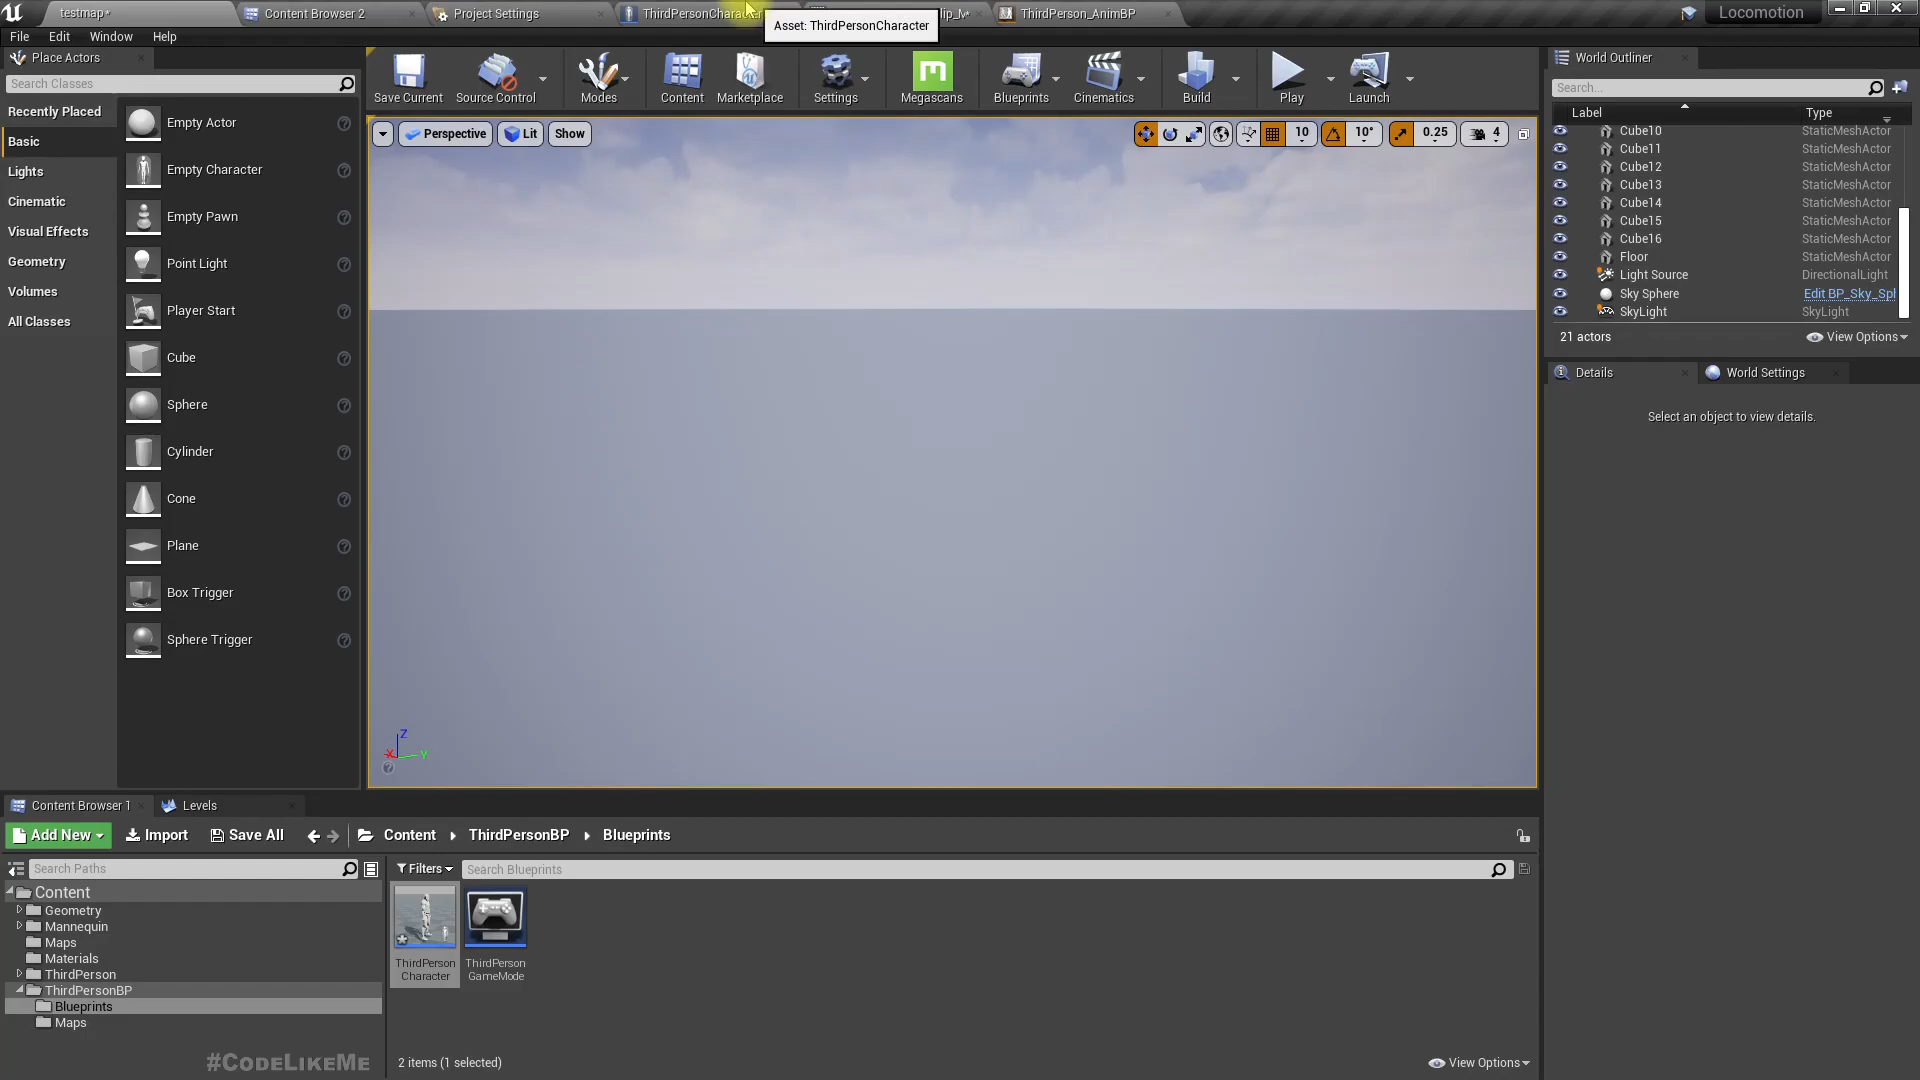 testmap*
Content Browser 2
Project Settings
ThirdPersonCharacter
lip_M*
ThirdPerson_AnimBP
Locomotion
Asset: ThirdPersonCharacter
File
Edit
Window
Help
Place Actors
Search Classes
Recently Placed
Basic
Lights
Cinematic
Visual Effects
Geometry
Volumes
All Classes
Empty Actor
Empty Character
Empty Pawn
Point Light
Player Start
Cube
Sphere
Cylinder
Cone
Plane
Box Trigger
Sphere Trigger
Save Current
Source Control
Modes
Content
Marketplace
Settings
Megascans
Blueprints
Cinematics
Build
Play
Launch
Perspective
Lit
Show
10
10°
0.25
4
Z
X
Y
World Outliner
Search...
Label
Type
Cube10 StaticMeshActor
Cube11 StaticMeshActor
Cube12 StaticMeshActor
Cube13 StaticMeshActor
Cube14 StaticMeshActor
Cube15 StaticMeshActor
Cube16 StaticMeshActor
Floor StaticMeshActor
Light Source DirectionalLight
Sky Sphere Edit BP_Sky_Spl
SkyLight SkyLight
21 actors
View Options
Details
World Settings
Select an object to view details.
Content Browser 1
Levels
Add New
Import
Save All
Content
ThirdPersonBP
Blueprints
Search Paths
Filters
Search Blueprints
Content
Geometry
Mannequin
Maps
Materials
ThirdPerson
ThirdPersonBP
Blueprints
Maps
ThirdPerson
Character
ThirdPerson
GameMode
#CodeLikeMe
2 items (1 selected)
View Options